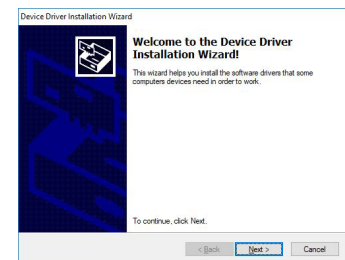 Device Driver Installation Wizard
Welcome to the Device Driver
Installation Wizard!
This wizard helps you install the software drivers that some
computers devices need in order to work.
To continue, click Next.
< Back
Next >
Cancel